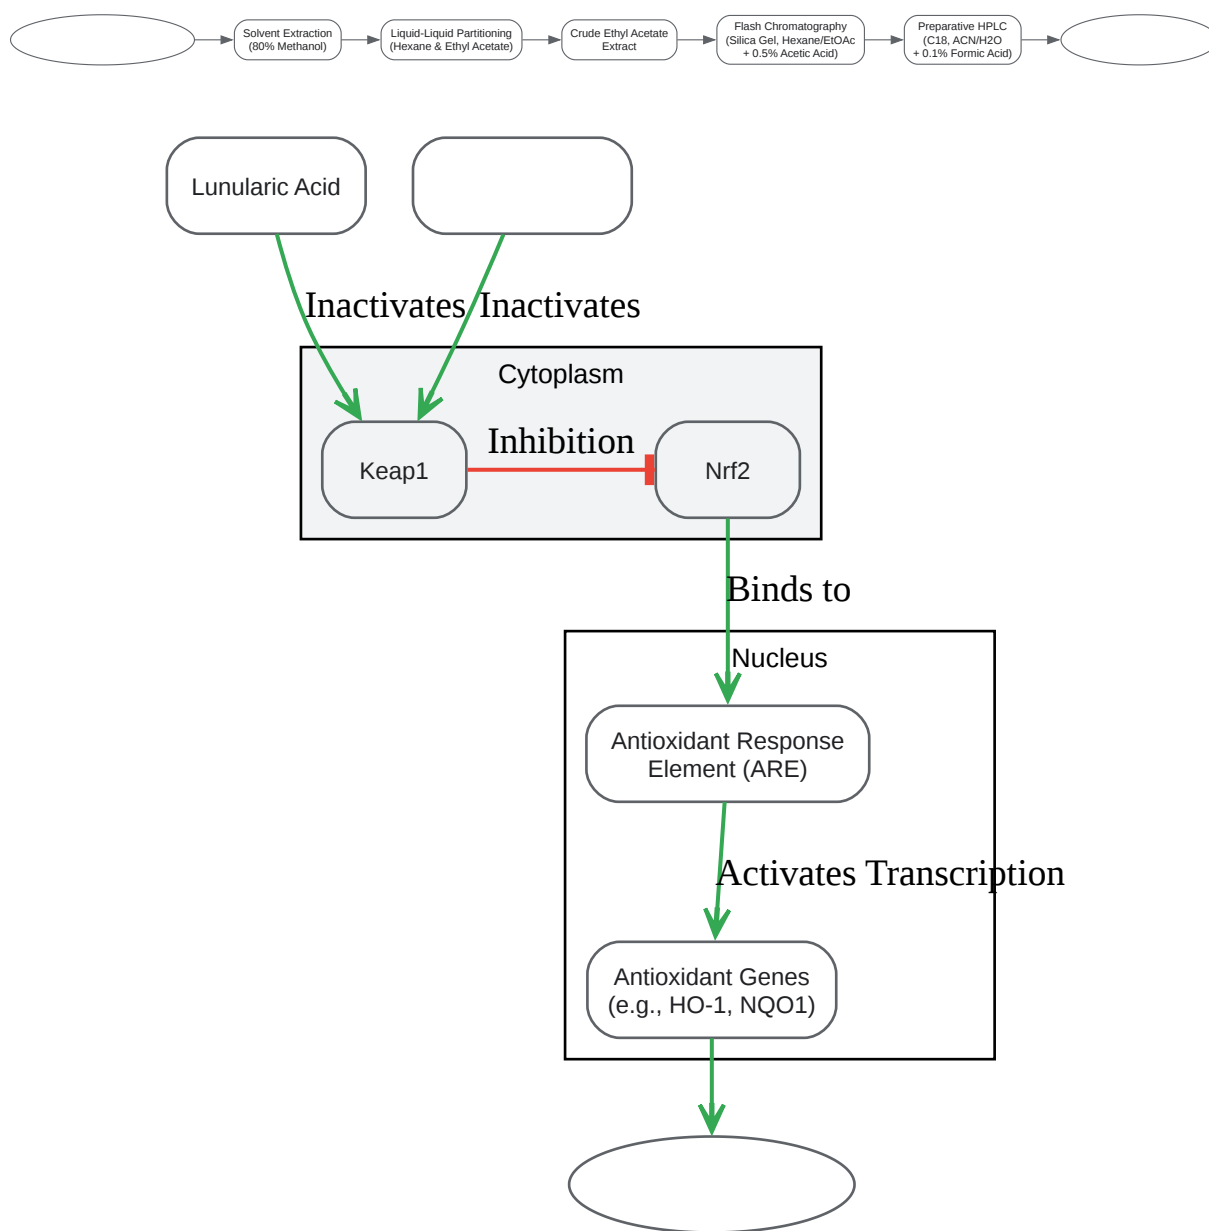 Solvent Extraction
(80% Methanol)
Liquid-Liquid Partitioning
(Hexane & Ethyl Acetate)
Crude Ethyl Acetate
Extract
Flash Chromatography
(Silica Gel, Hexane/EtOAc
+ 0.5% Acetic Acid)
Preparative HPLC
(C18, ACN/H2O
+ 0.1% Formic Acid)
Lunularic Acid
Inactivates
Inactivates
Cytoplasm
Inhibition
Keap1
Nrf2
Binds to
Nucleus
Antioxidant Response
Element (ARE)
Activates Transcription
Antioxidant Genes
(e.g., HO-1, NQO1)